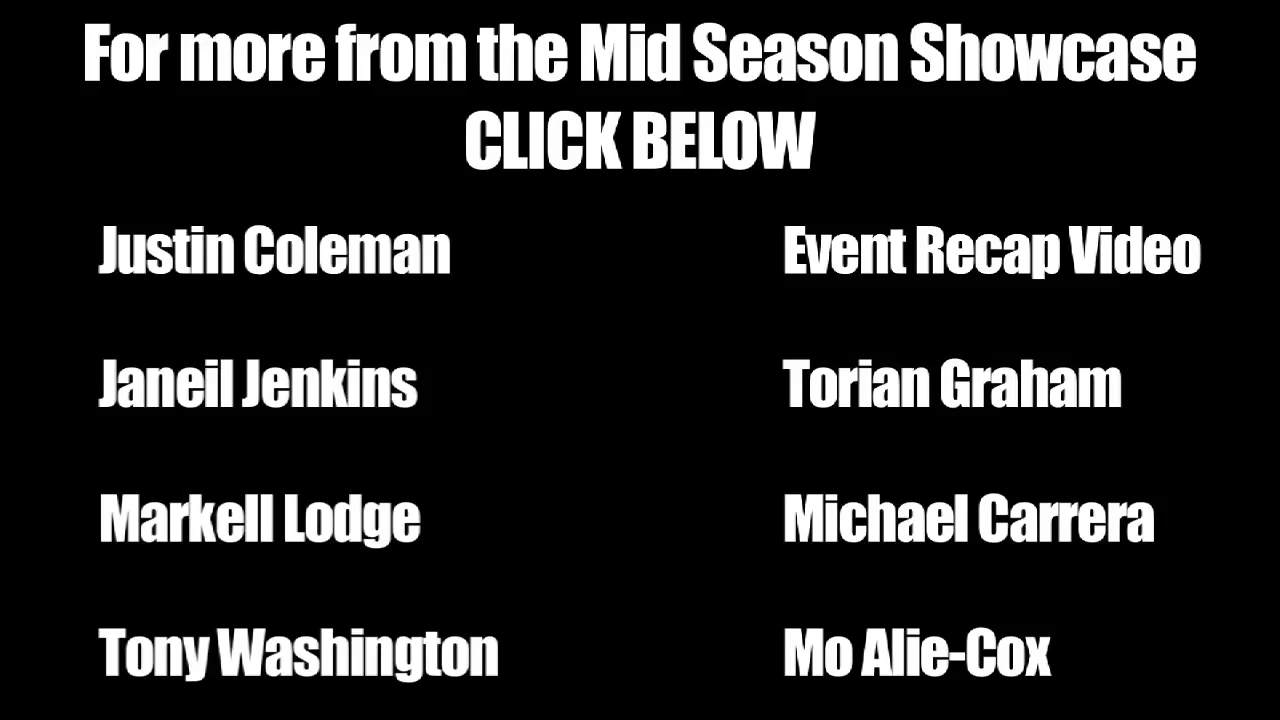 For more from the Mid Season Showcase
CLICK BELOW
Justin Coleman
Event Recap Video
Janeil Jenkins
Torian Graham
Markell Lodge
Michael Carrera
Tony Washington
Mo Alie-Cox